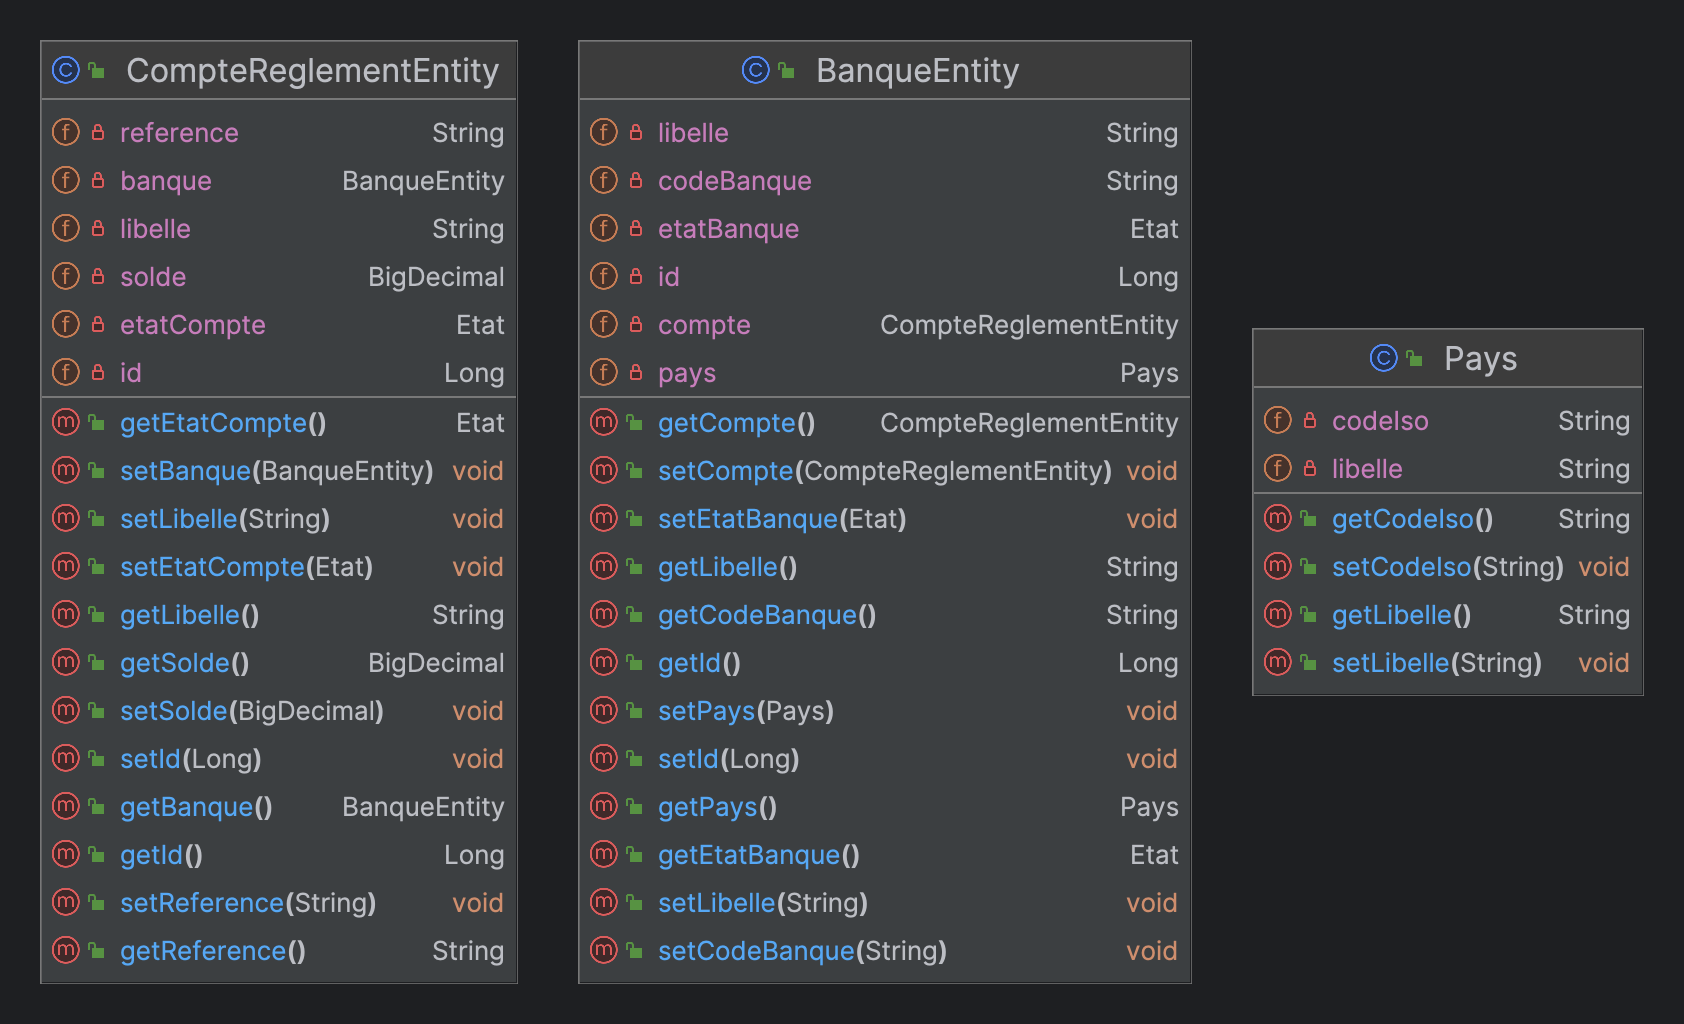 CompteReglementEntity
reference String
banque BanqueEntity
libelle String
solde BigDecimal
etatCompte Etat
id Long
getEtatCompte() Etat
setBanque(BanqueEntity) void
setLibelle(String) void
setEtatCompte(Etat) void
getLibelle() String
getSolde() BigDecimal
setSolde(BigDecimal) void
setId(Long) void
getBanque() BanqueEntity
getId() Long
setReference(String) void
getReference() String
BanqueEntity
libelle String
codeBanque String
etatBanque Etat
id Long
compte CompteReglementEntity
pays Pays
getCompte() CompteReglementEntity
setCompte(CompteReglementEntity) void
setEtatBanque(Etat) void
getLibelle() String
getCodeBanque() String
getId() Long
setPays(Pays) void
setId(Long) void
getPays() Pays
getEtatBanque() Etat
setLibelle(String) void
setCodeBanque(String) void
Pays
codeIso String
libelle String
getCodeIso() String
setCodeIso(String) void
getLibelle() String
setLibelle(String) void